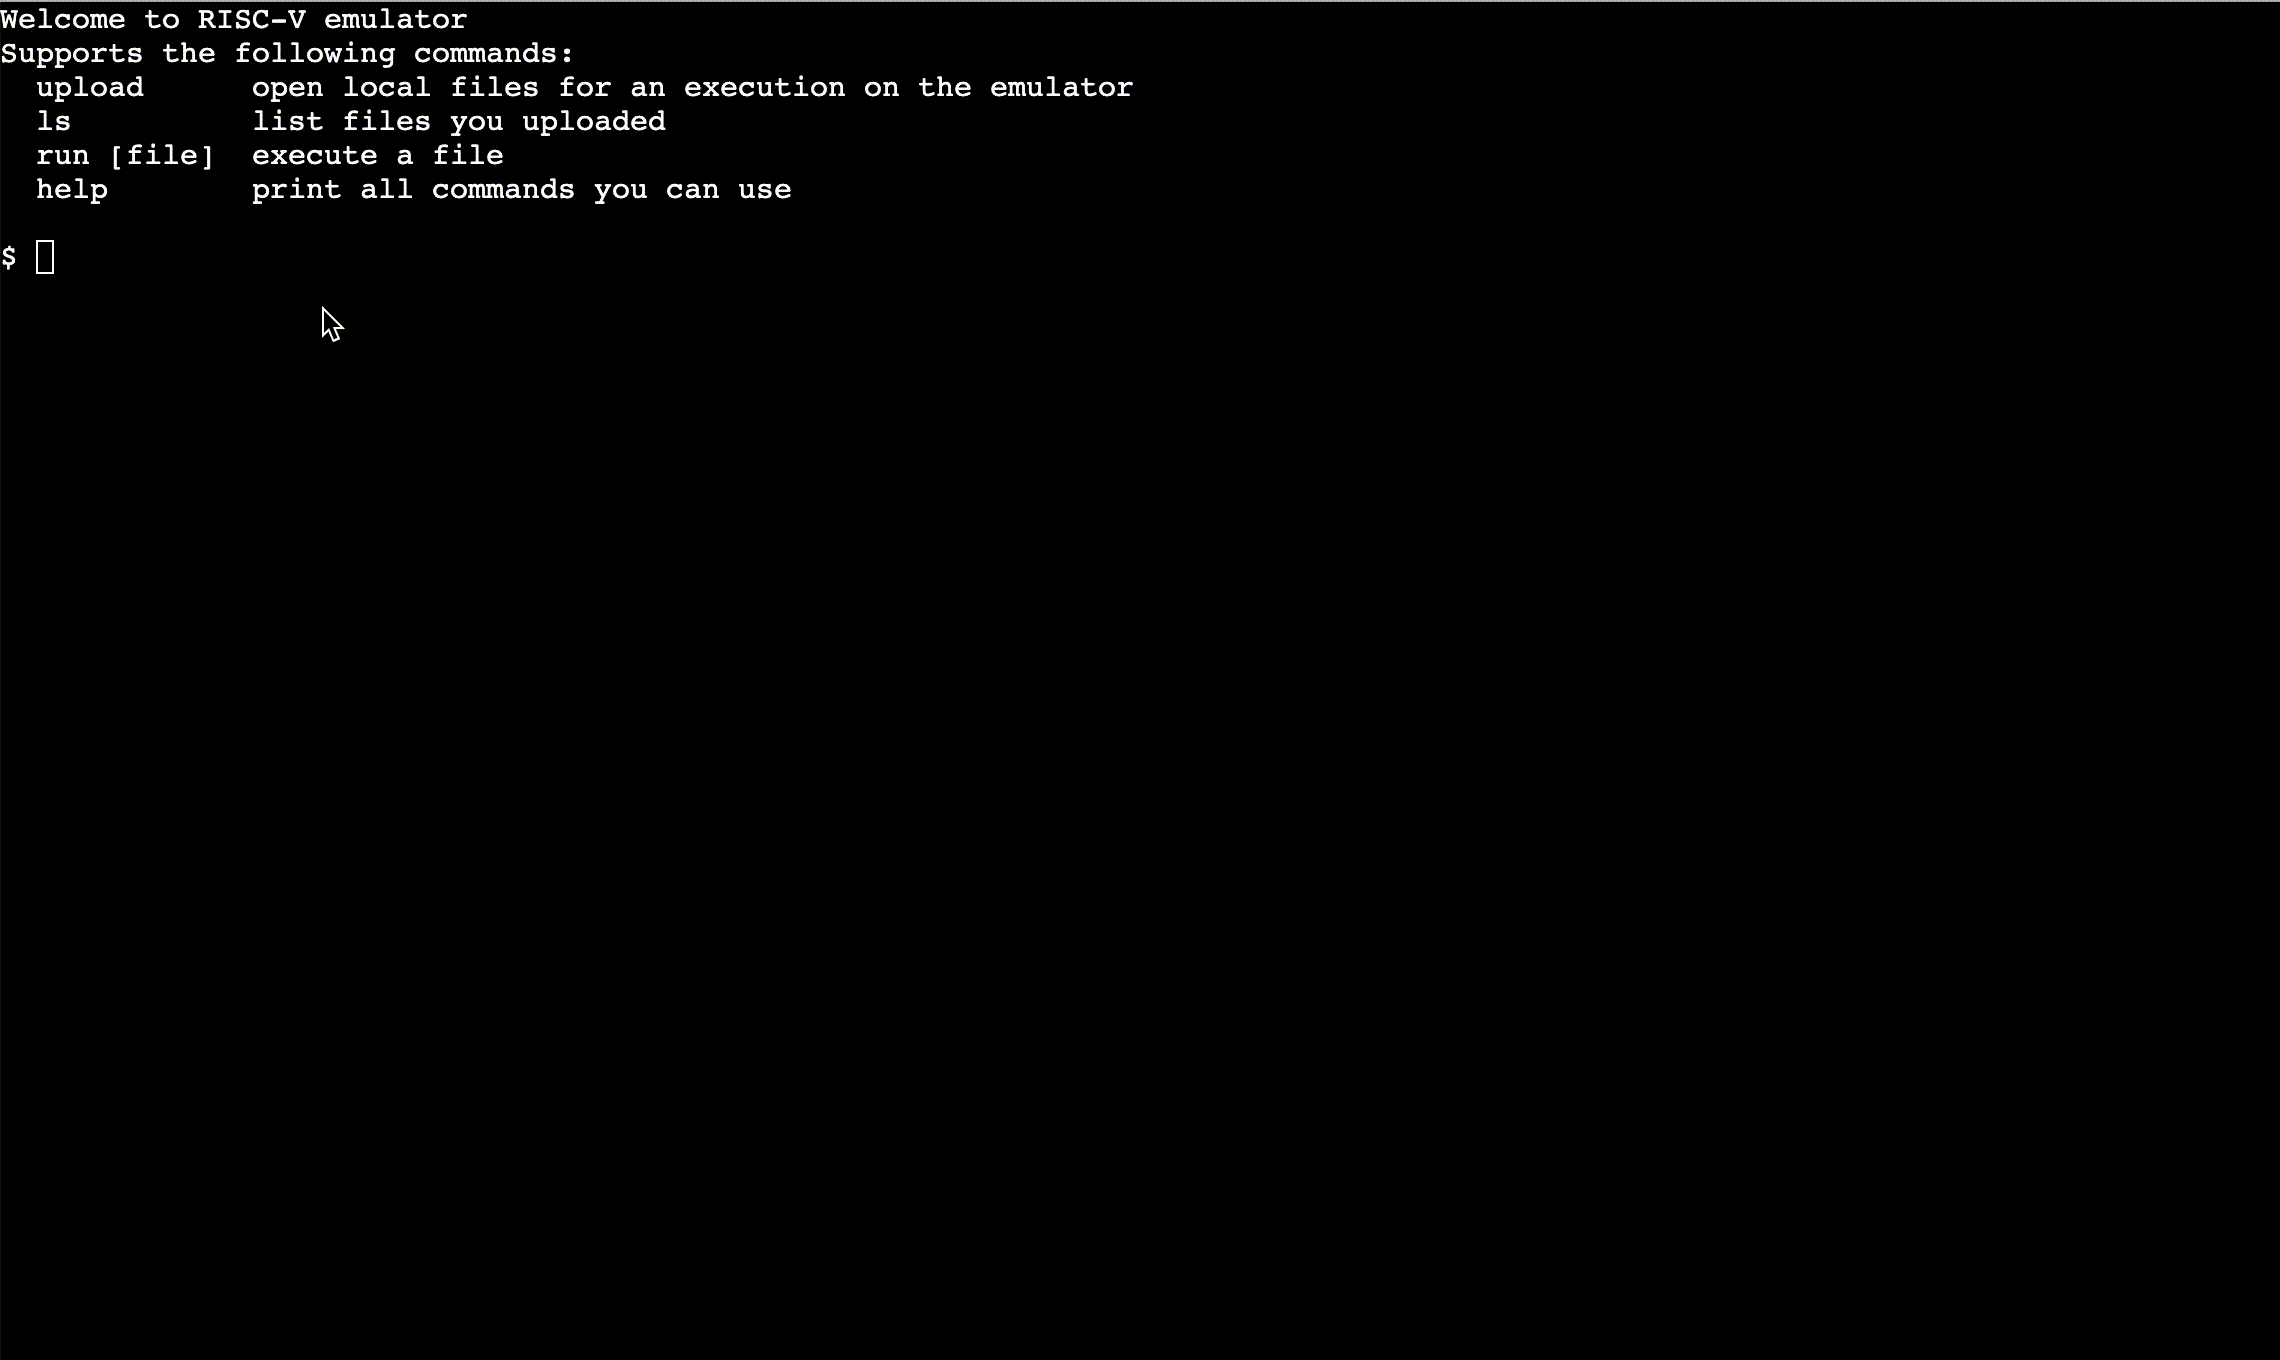 Welcome to RISC-V emulator
Supports the following commands:
  upload      open local files for an execution on the emulator
  ls          list files you uploaded
  run [file]  execute a file
  help        print all commands you can use
$